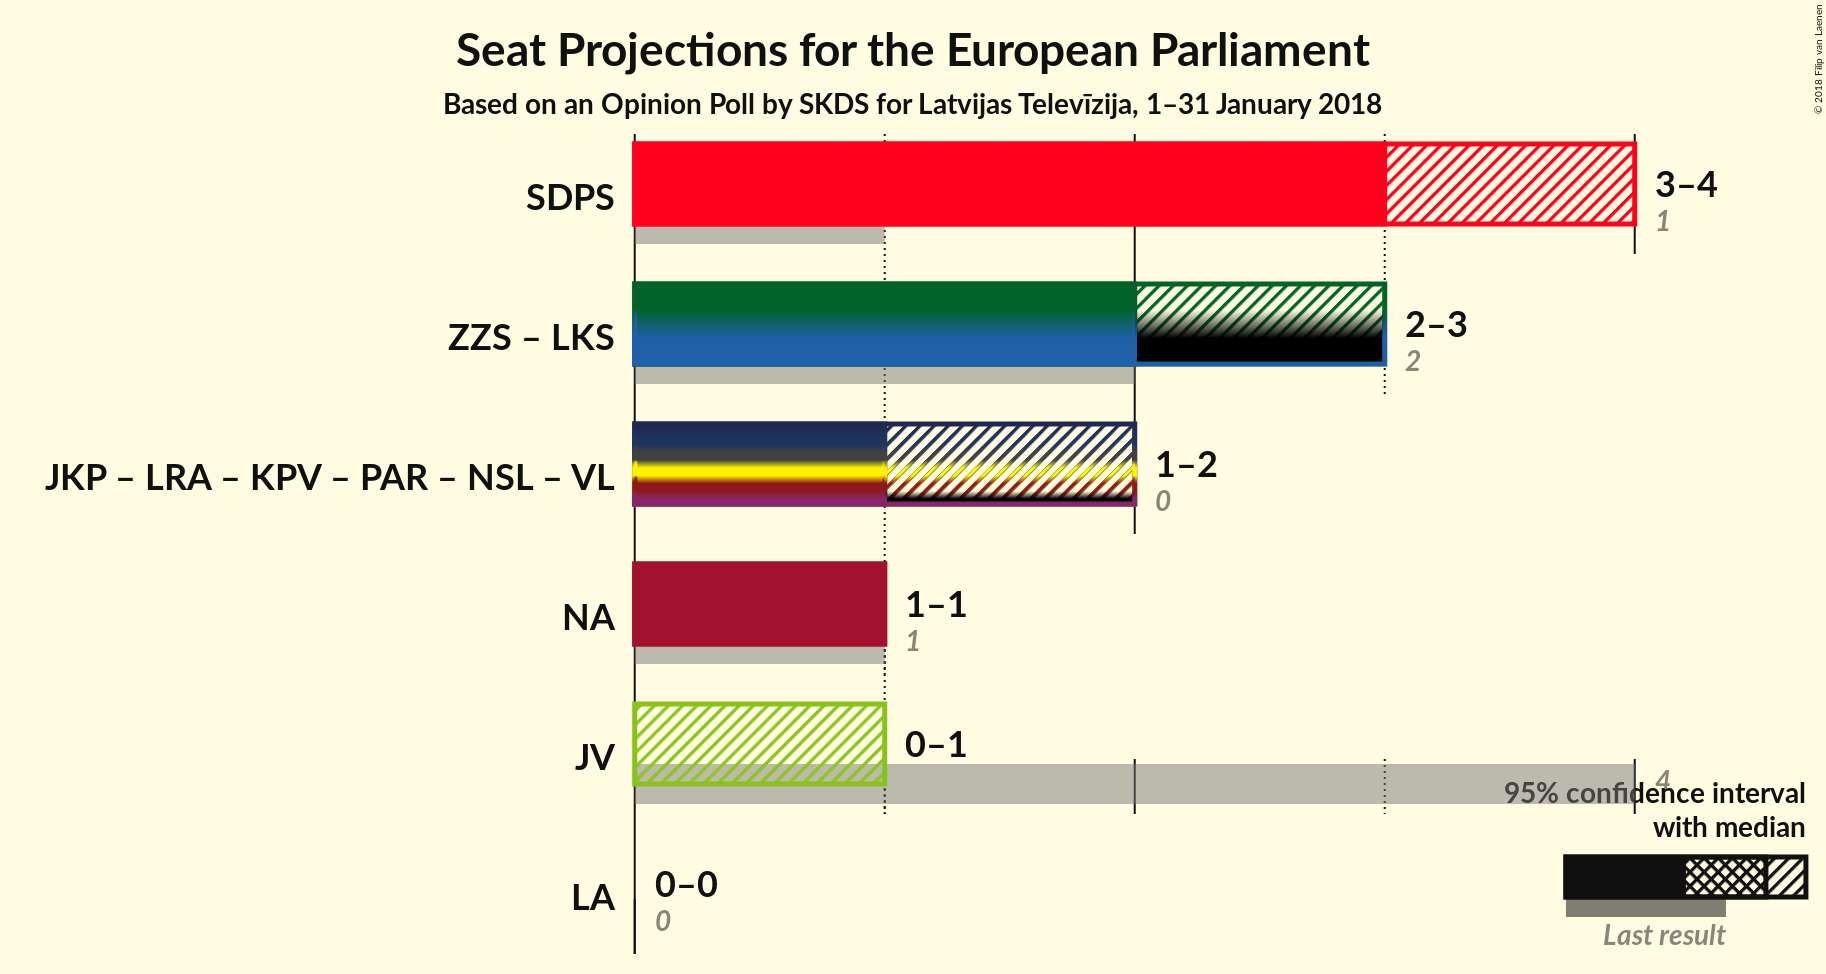 Seat Projections for the European Parliament
Based on an Opinion Poll by SKDS for Latvijas Televīzija, 1–31 January 2018
© 2018 Filip van Laenen
SDPS
3–4
1
ZZS – LKS
2–3
2
JKP – LRA – KPV – PAR – NSL – VL
1–2
0
NA
1–1
1
JV
0–1
4
LA
0–0
0
95% confidence interval
with median
Last result